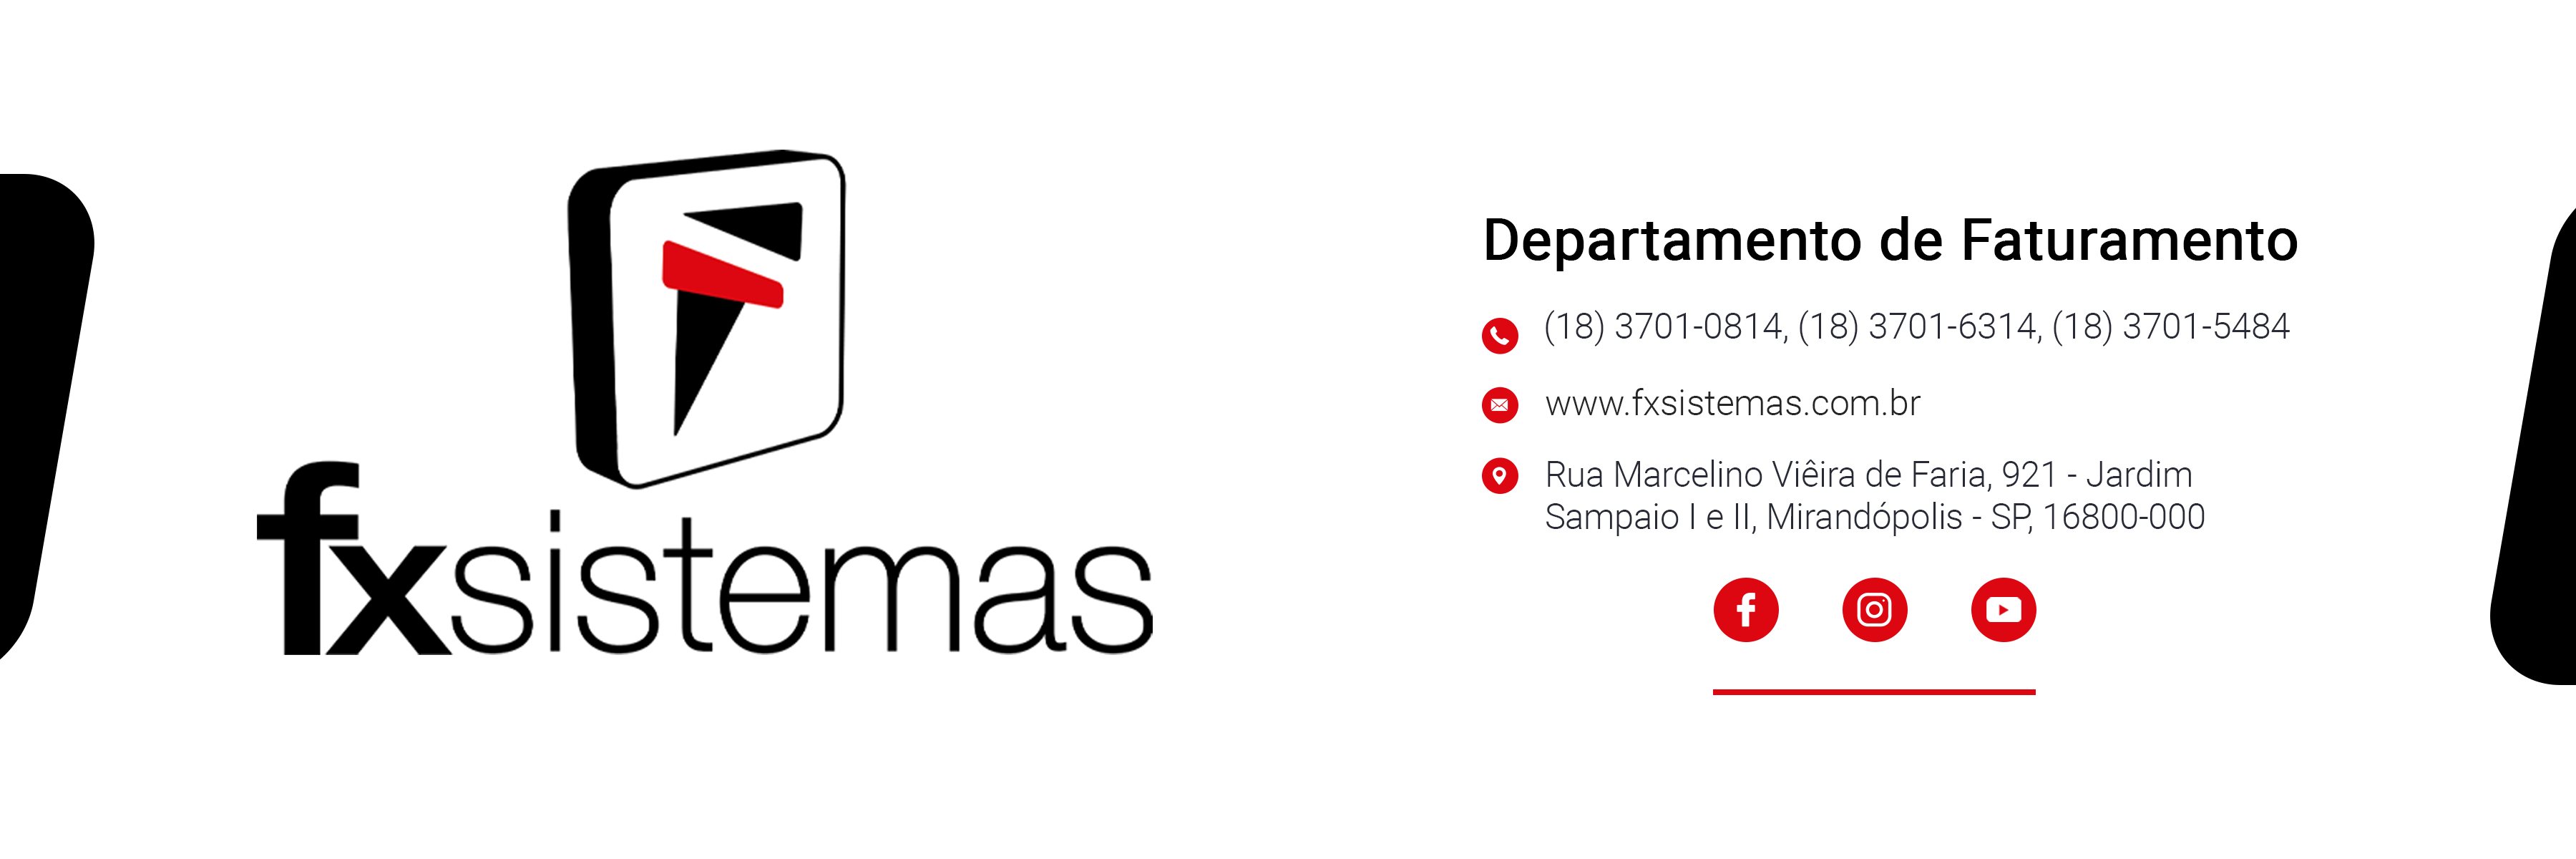 fxsistemas
Departamento de Faturamento
(18) 3701-0814, (18) 3701-6314, (18) 3701-5484
www.fxsistemas.com.br
Rua Marcelino Viêira de Faria, 921 - Jardim
Sampaio I e II, Mirandópolis - SP, 16800-000